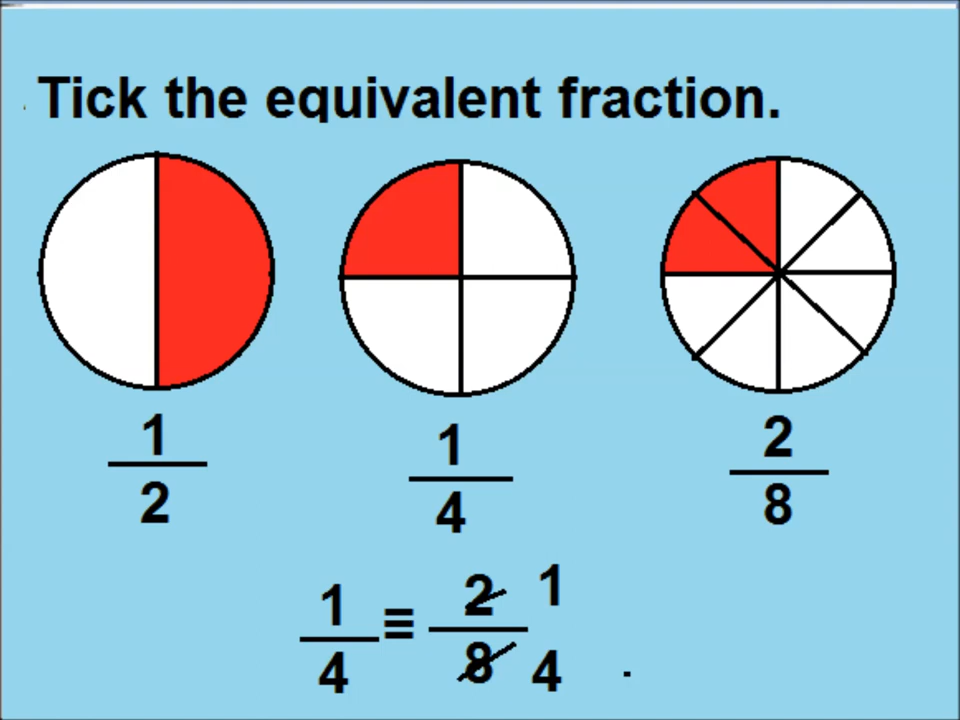 Tick the equivalent fraction.
1 1 2
2 4 8
1 ≡ 2 1
4 8 4 .